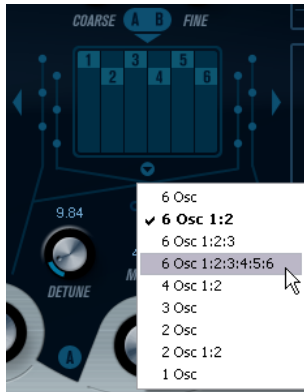 COARSE A B FINE
1 3 5
2 4 6
9.84
DETUNE
A
6 Osc
✓ 6 Osc 1:2
6 Osc 1:2:3
6 Osc 1:2:3:4:5:6
4 Osc 1:2
3 Osc
2 Osc
2 Osc 1:2
1 Osc